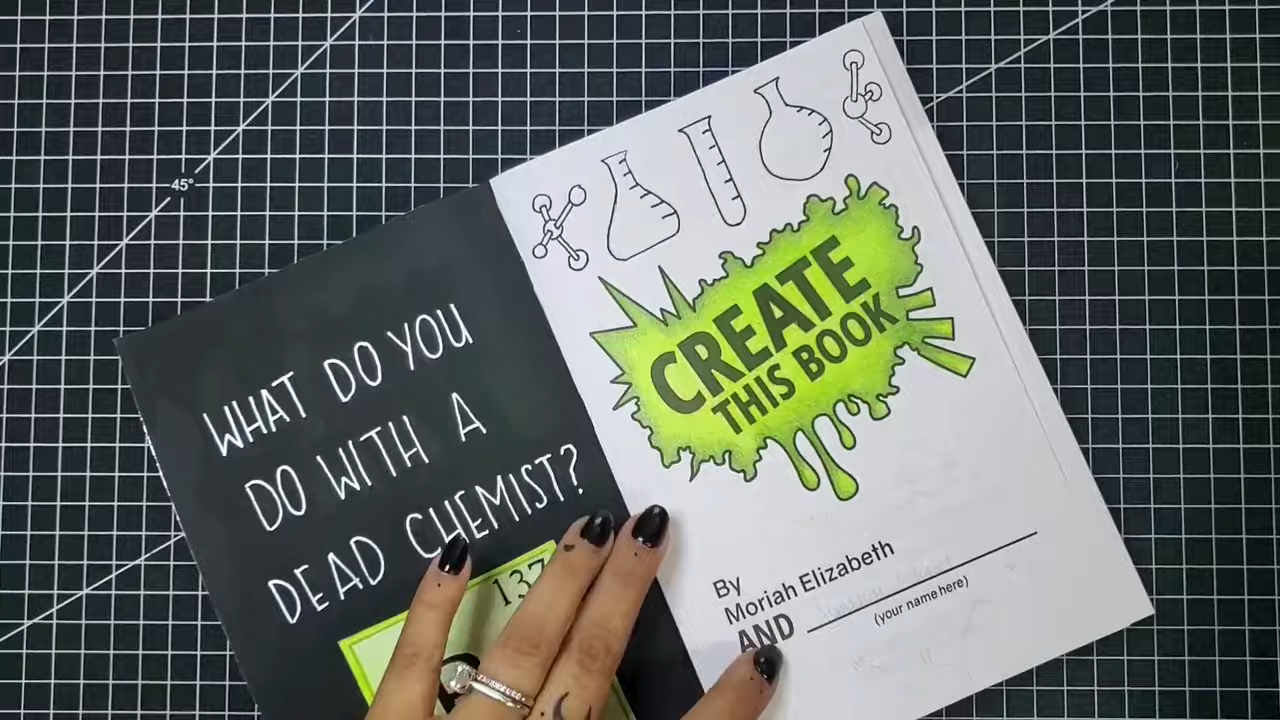 45°
WHAT DO YOU
DO WITH A
DEAD CHEMIST?
137
CREATE
THIS BOOK
By
Moriah Elizabeth
AND
(your name here)